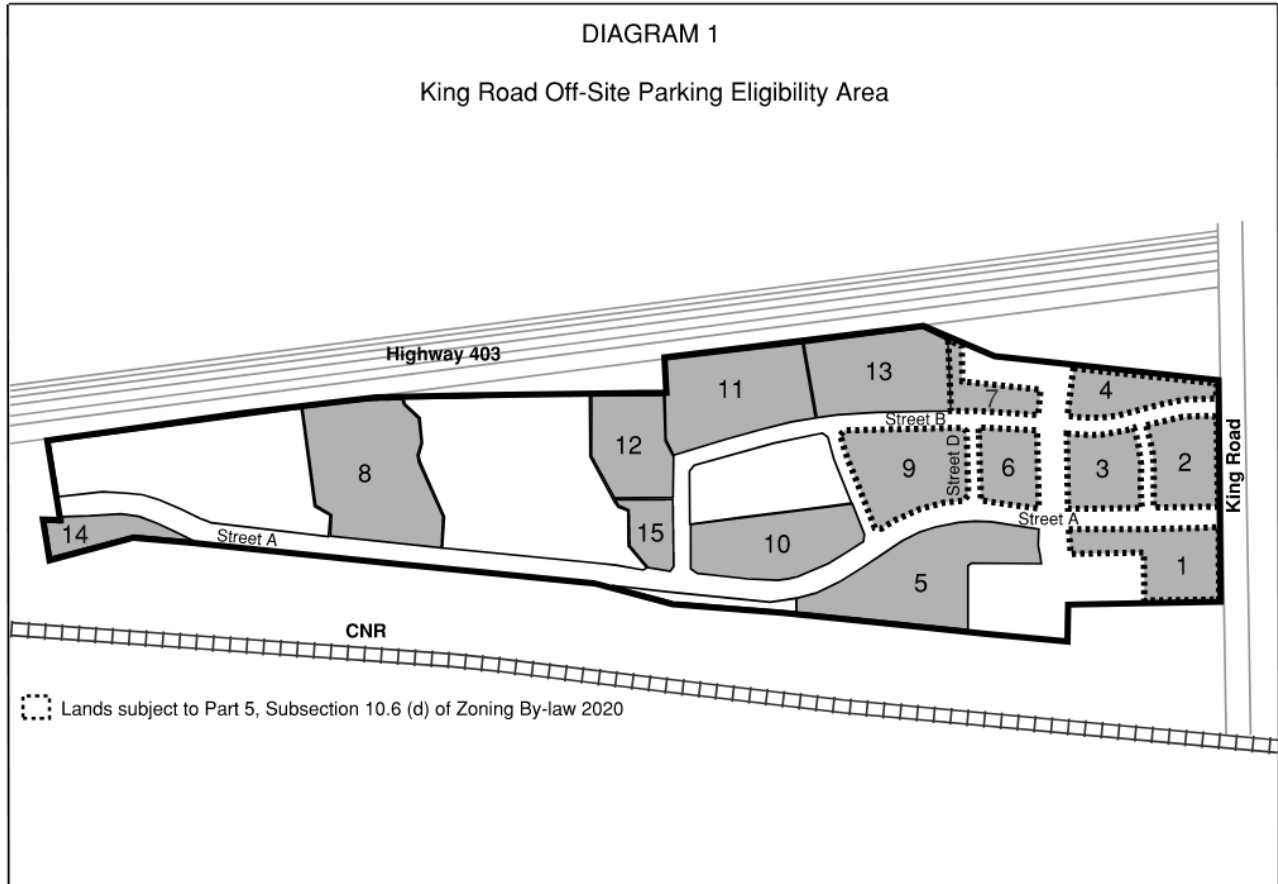 DIAGRAM 1
King Road Off-Site Parking Eligibility Area
Highway 403
11
13
7
4
12
8
Street B
9
Street D
6
3
2
King Road
14
Street A
15
10
Street A
5
1
CNR
Lands subject to Part 5, Subsection 10.6 (d) of Zoning By-law 2020